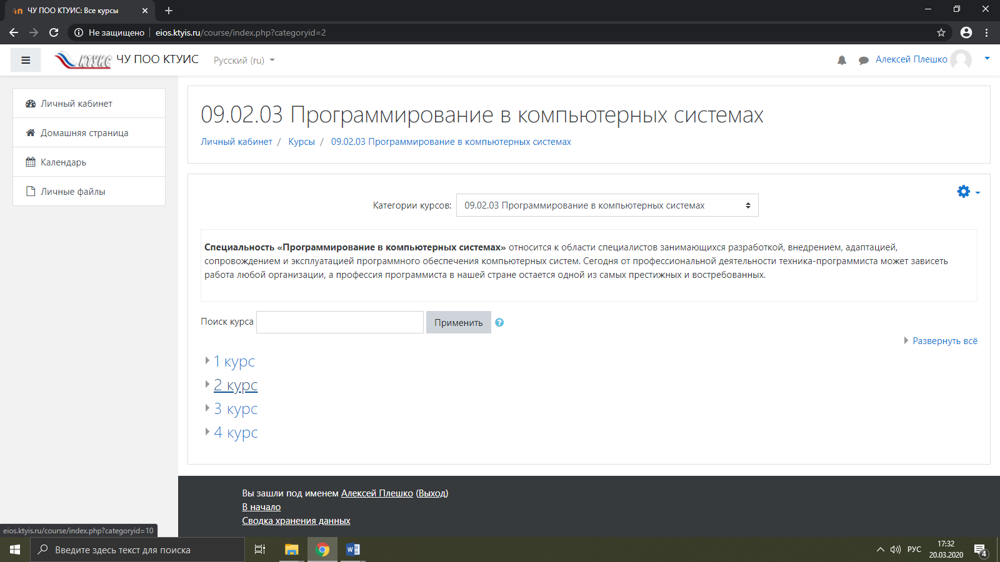 ЧУ ПОО КТУИС: Все курсы
Не защищено eios.ktyis.ru/course/index.php?categoryid=2
КТУКС ЧУ ПОО КТУИС Русский (ru) Алексей Плешко
Личный кабинет
Домашняя страница
Календарь
Личные файлы
09.02.03 Программирование в компьютерных системах
Личный кабинет / Курсы / 09.02.03 Программирование в компьютерных системах
Категории курсов: 09.02.03 Программирование в компьютерных системах
Специальность «Программирование в компьютерных системах» относится к области специалистов занимающихся разработкой, внедрением, адаптацией,
сопровождением и эксплуатацией программного обеспечения компьютерных систем. Сегодня от профессиональной деятельности техника-программиста может зависеть
работа любой организации, а профессия программиста в нашей стране остается одной из самых престижных и востребованных.
Поиск курса Применить ?
Развернуть всё
1 курс
2 курс
3 курс
4 курс
Вы зашли под именем Алексей Плешко (Выход)
В начало
Сводка хранения данных
eios.ktyis.ru/course/index.php?categoryid=10
Введите здесь текст для поиска
РУС
17:32
20.03.2020
4